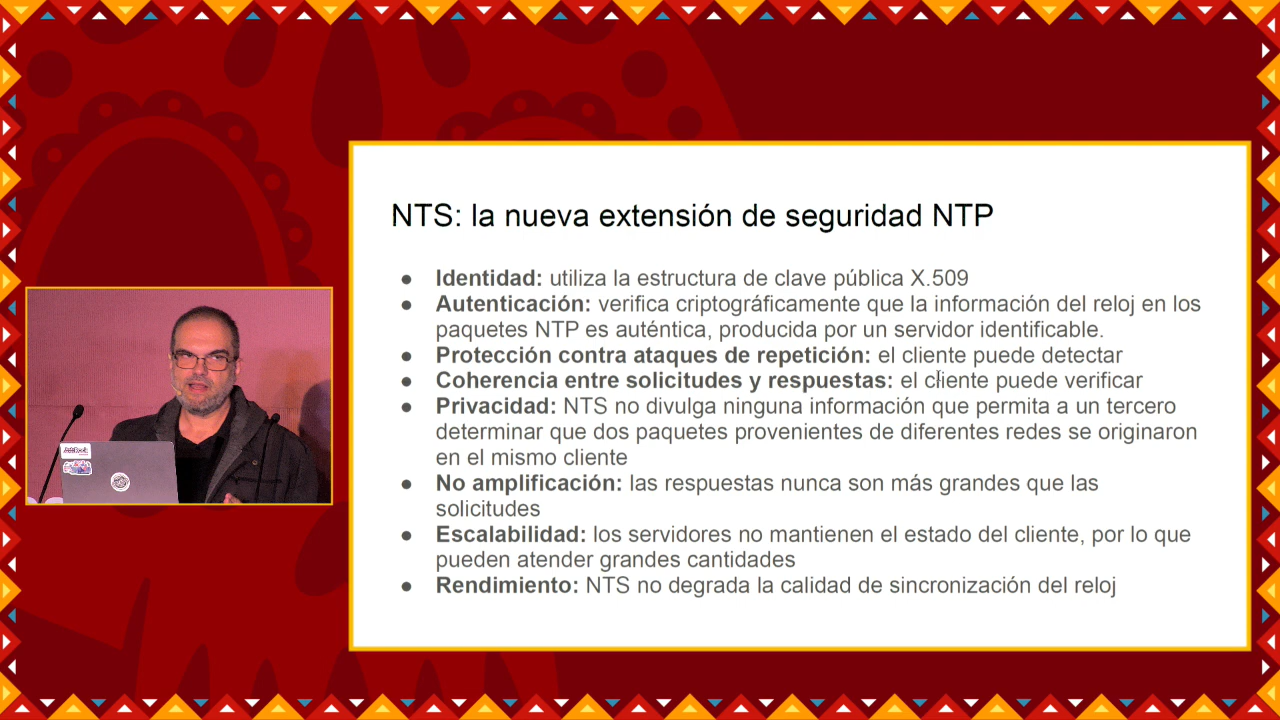 NTS: la nueva extensión de seguridad NTP
● Identidad: utiliza la estructura de clave pública X.509
● Autenticación: verifica criptográficamente que la información del reloj en los
paquetes NTP es auténtica, producida por un servidor identificable.
● Protección contra ataques de repetición: el cliente puede detectar
● Coherencia entre solicitudes y respuestas: el cliente puede verificar
● Privacidad: NTS no divulga ninguna información que permita a un tercero
determinar que dos paquetes provenientes de diferentes redes se originaron
en el mismo cliente
● No amplificación: las respuestas nunca son más grandes que las
solicitudes
● Escalabilidad: los servidores no mantienen el estado del cliente, por lo que
pueden atender grandes cantidades
● Rendimiento: NTS no degrada la calidad de sincronización del reloj